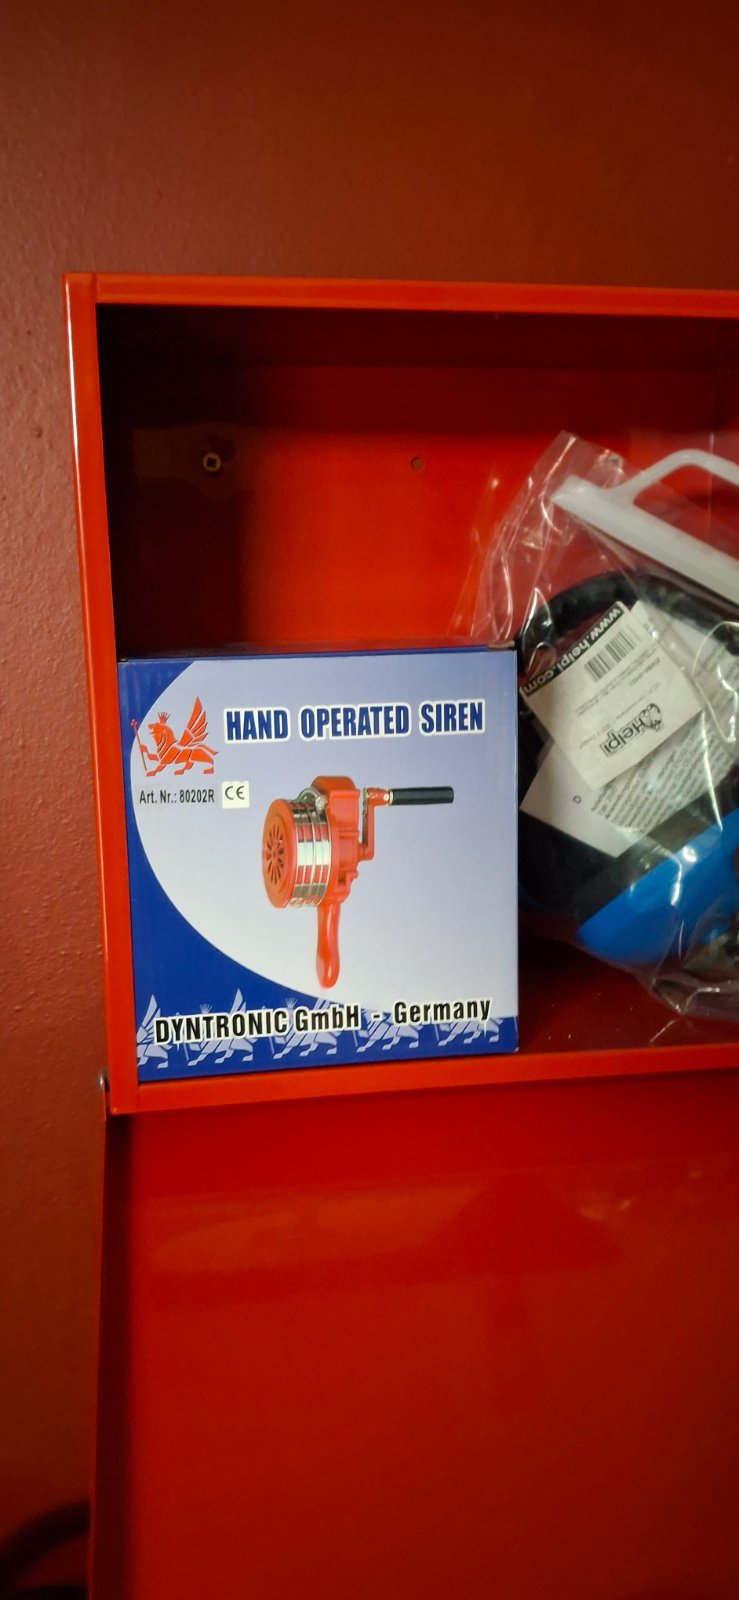 HAND OPERATED SIREN
Art. Nr.: 80202R CE
DYNTRONIC GmbH - Germany
www.helpi.com
Helpi